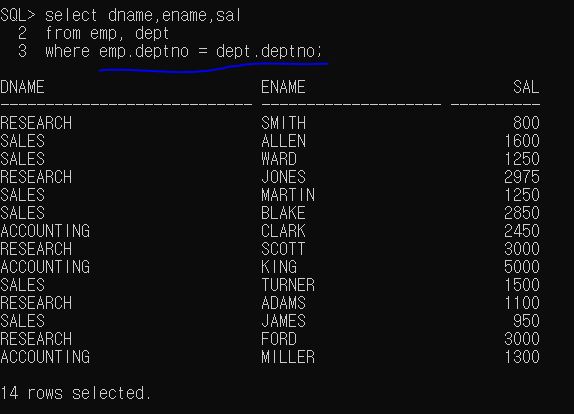 SQL> select dname,ename,sal
2 from emp, dept
3 where emp.deptno = dept.deptno;
DNAME ENAME SAL
---------------------------- -------------------- ----------
RESEARCH SMITH 800
SALES ALLEN 1600
SALES WARD 1250
RESEARCH JONES 2975
SALES MARTIN 1250
SALES BLAKE 2850
ACCOUNTING CLARK 2450
RESEARCH SCOTT 3000
ACCOUNTING KING 5000
SALES TURNER 1500
RESEARCH ADAMS 1100
SALES JAMES 950
RESEARCH FORD 3000
ACCOUNTING MILLER 1300
14 rows selected.